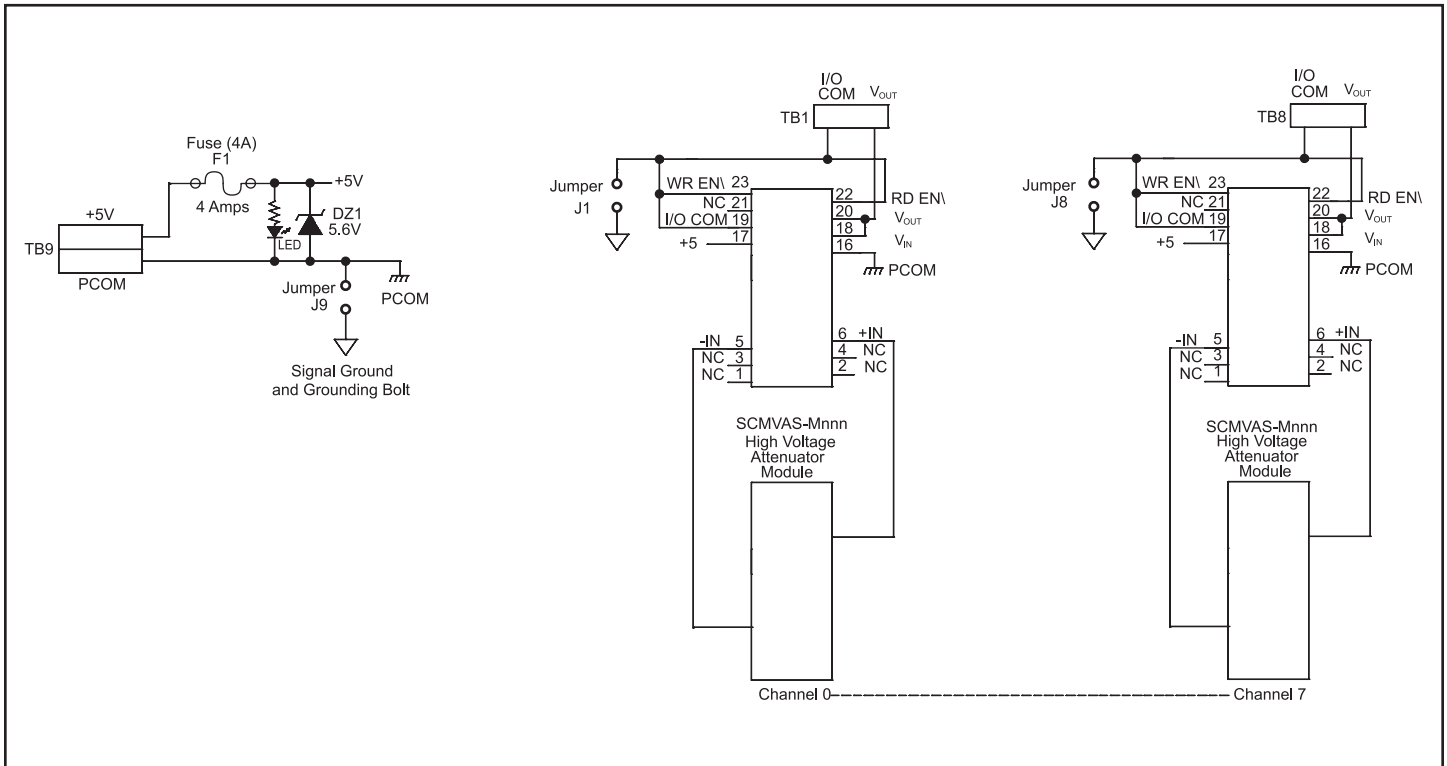 Fuse (4A)
F1
4 Amps
+5V
+5V
TB9
PCOM
LED
DZ1
5.6V
Jumper
J9
PCOM
Signal Ground
and Grounding Bolt
I/O
COM VOUT
TB1
Jumper
J1
WR EN\ 23
NC 21
I/O COM 19
+5 17
22 RD EN\
20 VOUT
18 VIN
16
PCOM
-IN 5
NC 3
NC 1
6 +IN
4 NC
2 NC
SCMVAS-Mnnn
High Voltage
Attenuator
Module
Channel 0
I/O
COM VOUT
TB8
Jumper
J8
WR EN\ 23
NC 21
I/O COM 19
+5 17
22 RD EN\
20 VOUT
18 VIN
16
PCOM
-IN 5
NC 3
NC 1
6 +IN
4 NC
2 NC
SCMVAS-Mnnn
High Voltage
Attenuator
Module
Channel 7